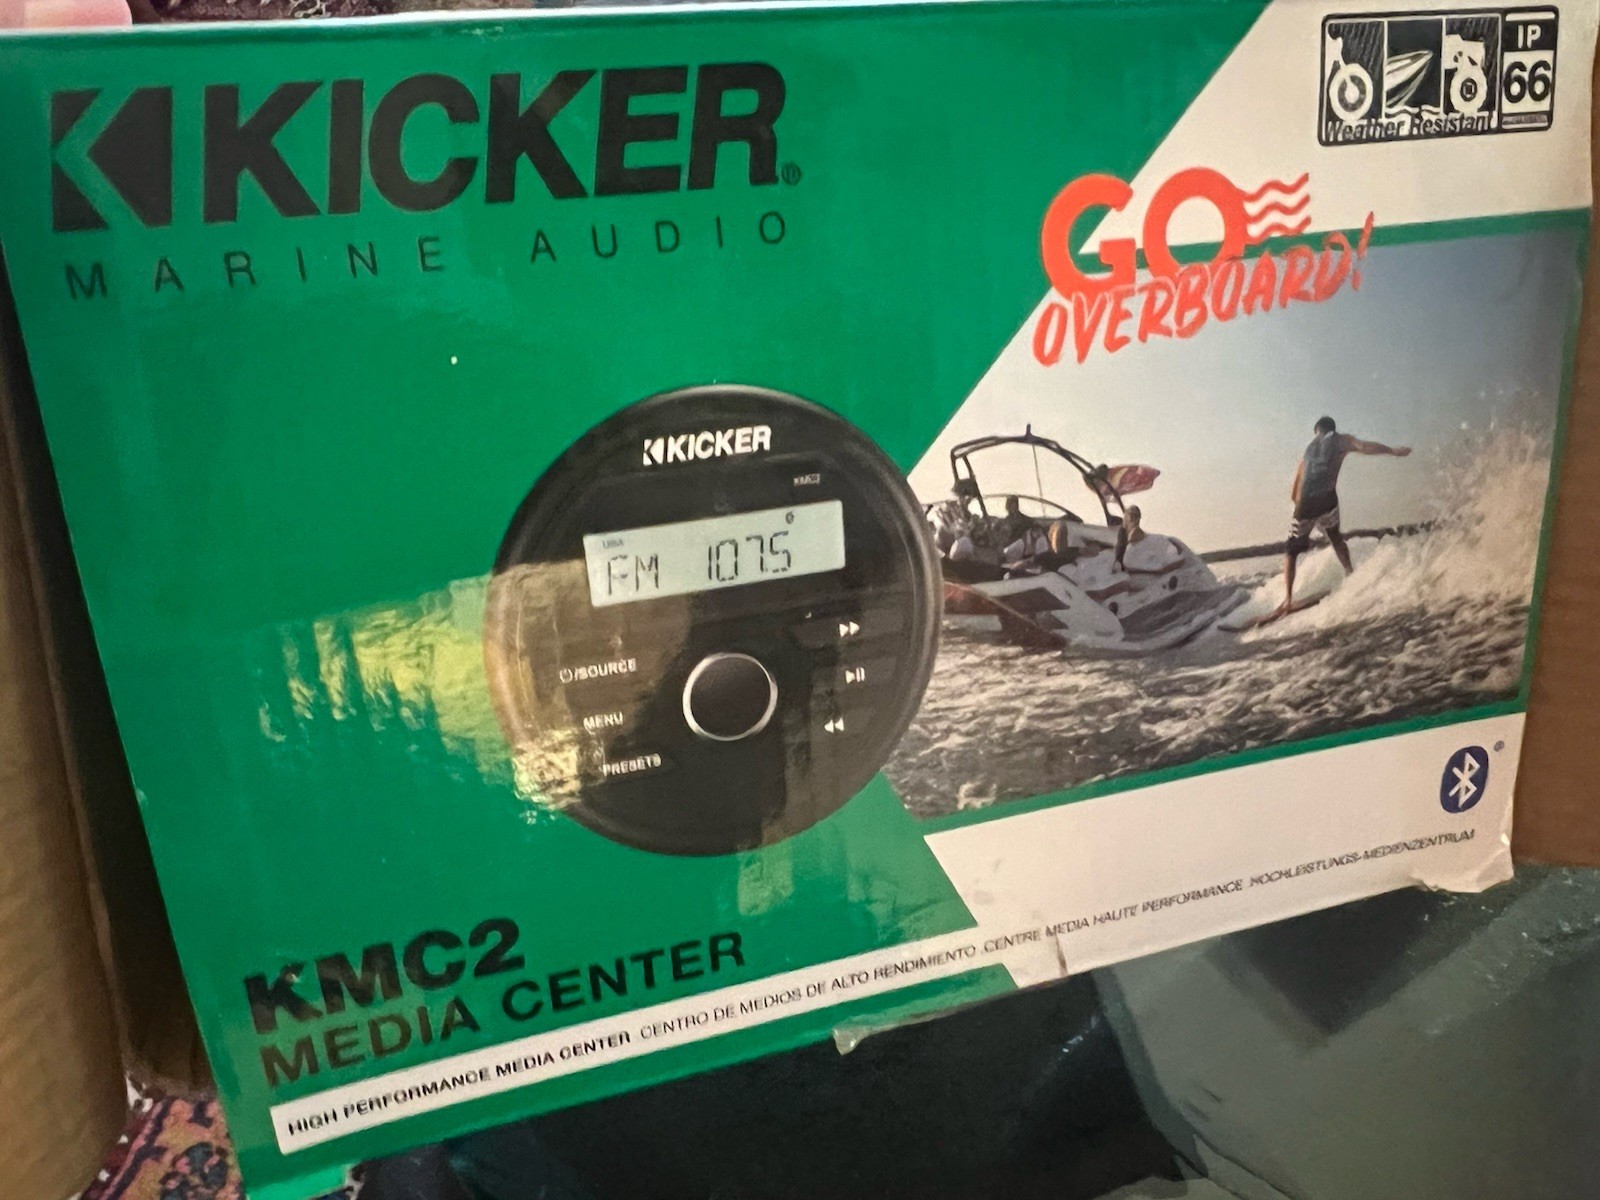 KICKER®
MARINE AUDIO
IP
66
Weather Resistant
GO
OVERBOARD!
KICKER
KMC2
USA
FM 107.5
/SOURCE
MENU
PRESETS
KMC2
MEDIA CENTER
HIGH PERFORMANCE MEDIA CENTER CENTRO DE MEDIOS DE ALTO RENDIMIENTO CENTRE MEDIA HAUTE PERFORMANCE HOCHLEISTUNGS-MEDIENZENTRUM